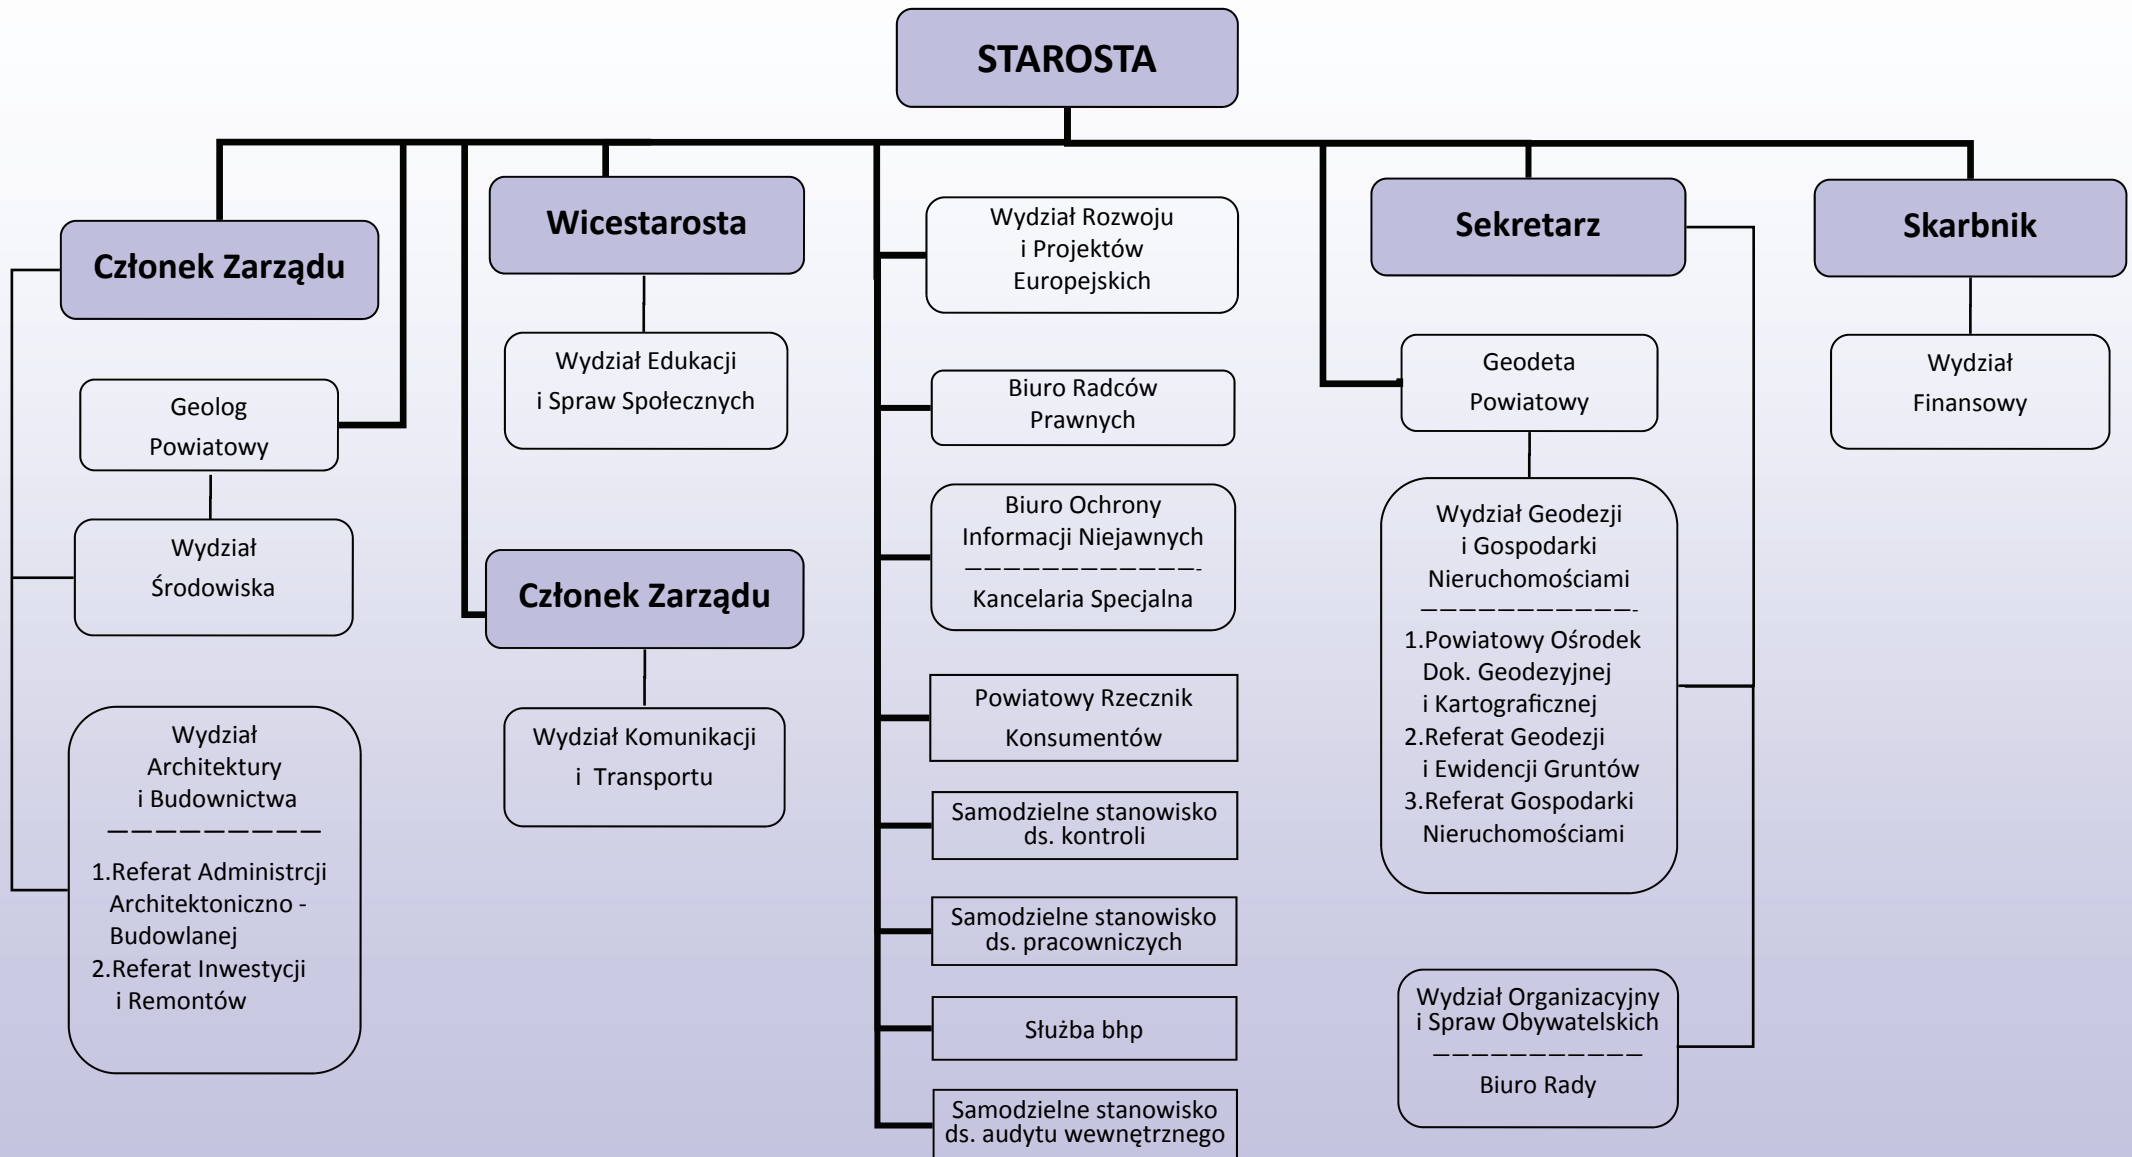 STAROSTA
Członek Zarządu
Geolog
Powiatowy
Wydział
Środowiska
Wydział
Architektury
i Budownictwa
—————————
1.Referat Administrcji
Architektoniczno -
Budowlanej
2.Referat Inwestycji
i Remontów
Wicestarosta
Wydział Edukacji
i Spraw Społecznych
Członek Zarządu
Wydział Komunikacji
i Transportu
Wydział Rozwoju
i Projektów
Europejskich
Biuro Radców
Prawnych
Biuro Ochrony
Informacji Niejawnych
————————————-
Kancelaria Specjalna
Powiatowy Rzecznik
Konsumentów
Samodzielne stanowisko
ds. kontroli
Samodzielne stanowisko
ds. pracowniczych
Służba bhp
Samodzielne stanowisko
ds. audytu wewnętrznego
Sekretarz
Geodeta
Powiatowy
Wydział Geodezji
i Gospodarki
Nieruchomościami
———————————-
1.Powiatowy Ośrodek
Dok. Geodezyjnej
i Kartograficznej
2.Referat Geodezji
i Ewidencji Gruntów
3.Referat Gospodarki
Nieruchomościami
Wydział Organizacyjny
i Spraw Obywatelskich
———————————
Biuro Rady
Skarbnik
Wydział
Finansowy